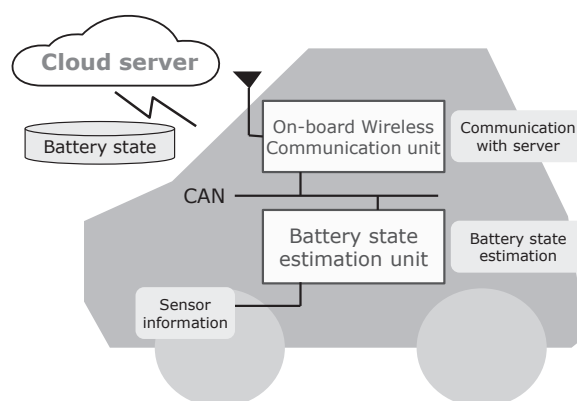 Cloud server
Battery state
On-board Wireless
Communication unit
Communication
with server
CAN
Battery state
estimation unit
Battery state
estimation
Sensor
information